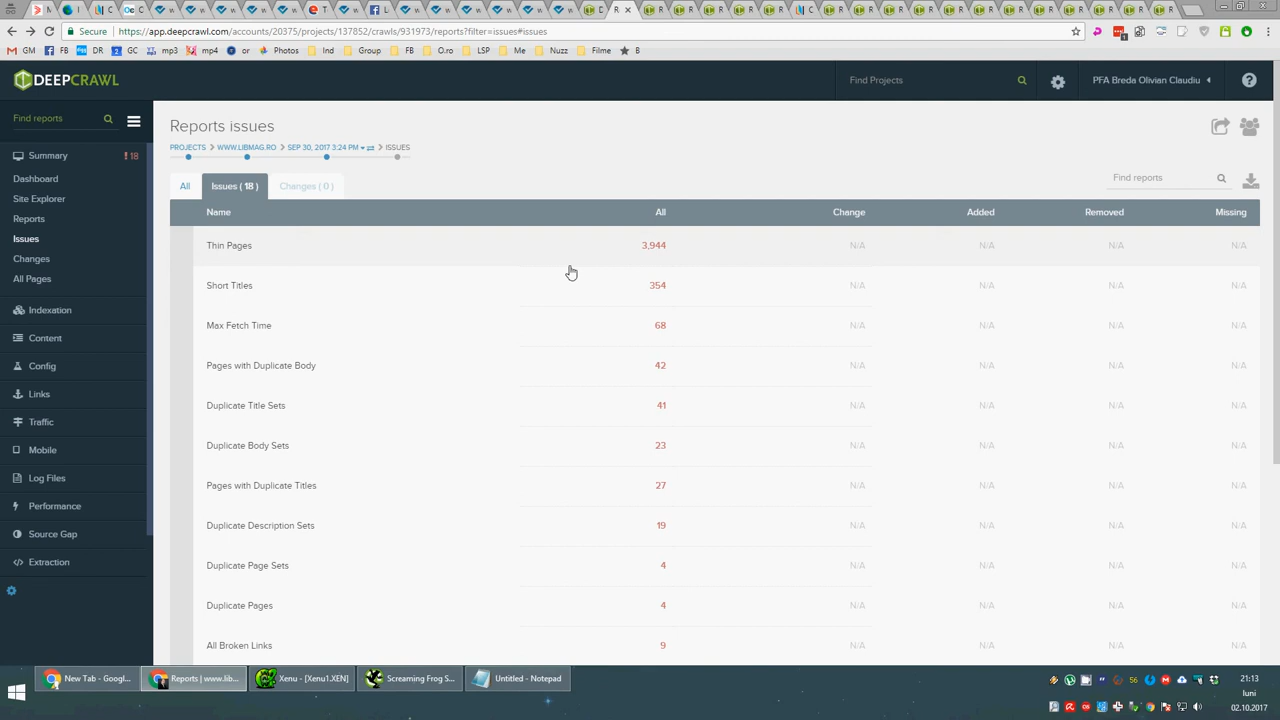 Secure
https://app.deepcrawl.com/accounts/20375/projects/137852/crawls/931973/reports?filter=issues#issues
GM FB DR GC mp3 mp4 or Photos Ind Group FB O.ro LSP Me Nuzz Filme B
DEEPCRAWL
Find Projects
PFA Breda Olivian Claudiu
Find reports
Summary 18
Dashboard
Site Explorer
Reports
Issues
Changes
All Pages
Indexation
Content
Config
Links
Traffic
Mobile
Log Files
Performance
Source Gap
Extraction
Reports issues
PROJECTS > WWW.LIBMAG.RO > SEP 30, 2017 3:24 PM > ISSUES
All Issues ( 18 ) Changes ( 0 ) Find reports
Name All Change Added Removed Missing
Thin Pages 3,944 N/A N/A N/A N/A
Short Titles 354 N/A N/A N/A N/A
Max Fetch Time 68 N/A N/A N/A N/A
Pages with Duplicate Body 42 N/A N/A N/A N/A
Duplicate Title Sets 41 N/A N/A N/A N/A
Duplicate Body Sets 23 N/A N/A N/A N/A
Pages with Duplicate Titles 27 N/A N/A N/A N/A
Duplicate Description Sets 19 N/A N/A N/A N/A
Duplicate Page Sets 4 N/A N/A N/A N/A
Duplicate Pages 4 N/A N/A N/A N/A
All Broken Links 9 N/A N/A N/A N/A
New Tab - Googl... Reports | www.lib... Xenu - [Xenu1.XEN] Screaming Frog S... Untitled - Notepad
56
21:13
luni
02.10.2017